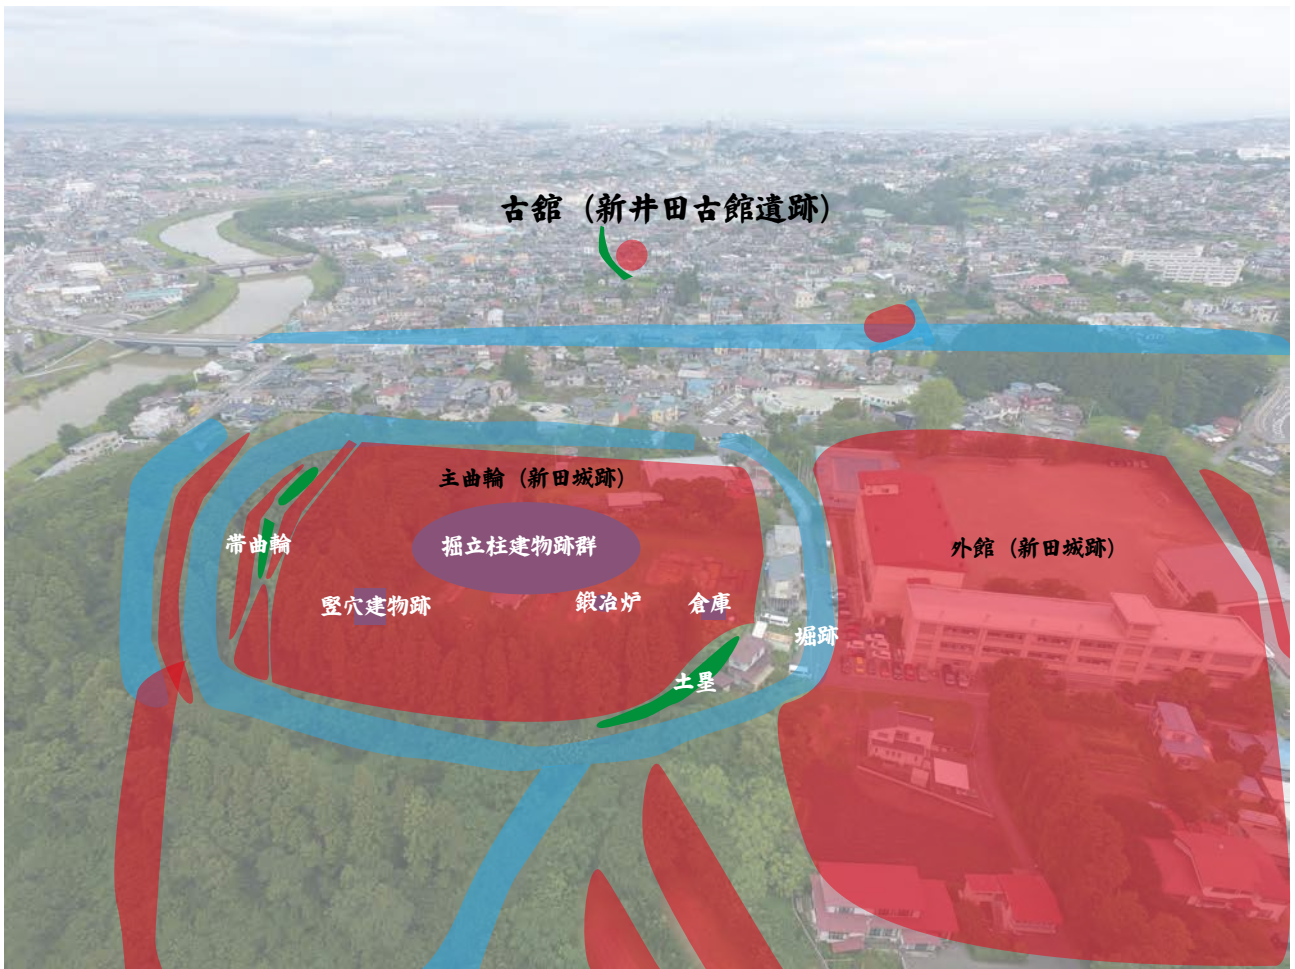 古舘（新井田古館遺跡）
主曲輪（新田城跡）
帯曲輪
掘立柱建物跡群
外館（新田城跡）
竪穴建物跡
鍛冶炉
倉庫
堀跡
土塁